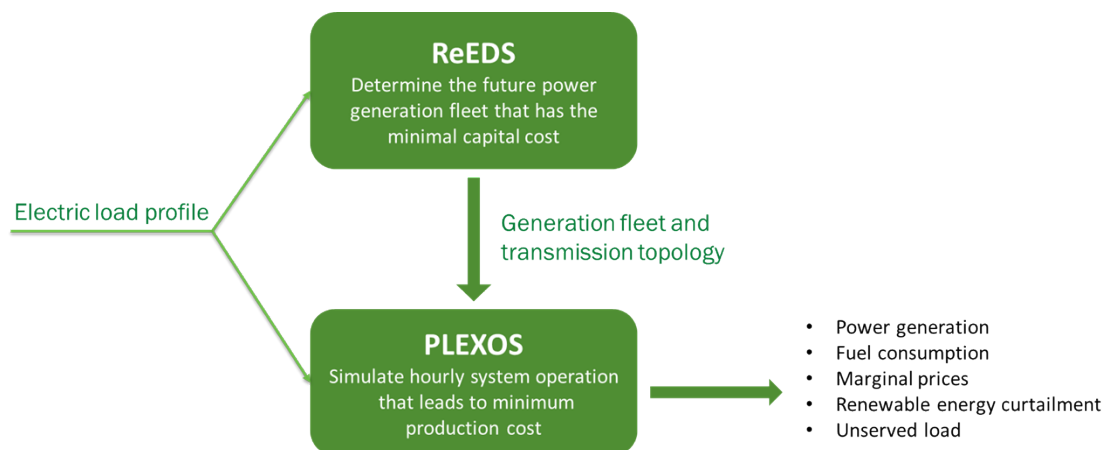 ReEDS
Determine the future power
generation fleet that has the
minimal capital cost
Electric load profile
Generation fleet and
transmission topology
PLEXOS
Simulate hourly system operation
that leads to minimum
production cost
• Power generation
• Fuel consumption
• Marginal prices
• Renewable energy curtailment
• Unserved load